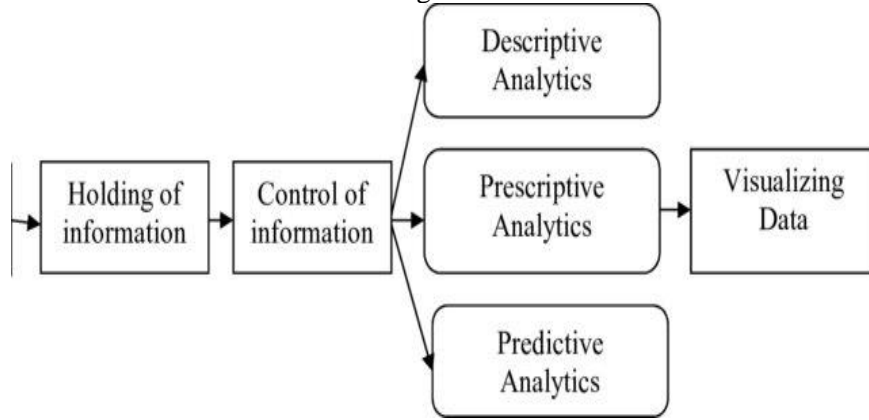 Descriptive
Analytics
Holding of
information
Control of
information
Prescriptive
Analytics
Visualizing
Data
Predictive
Analytics